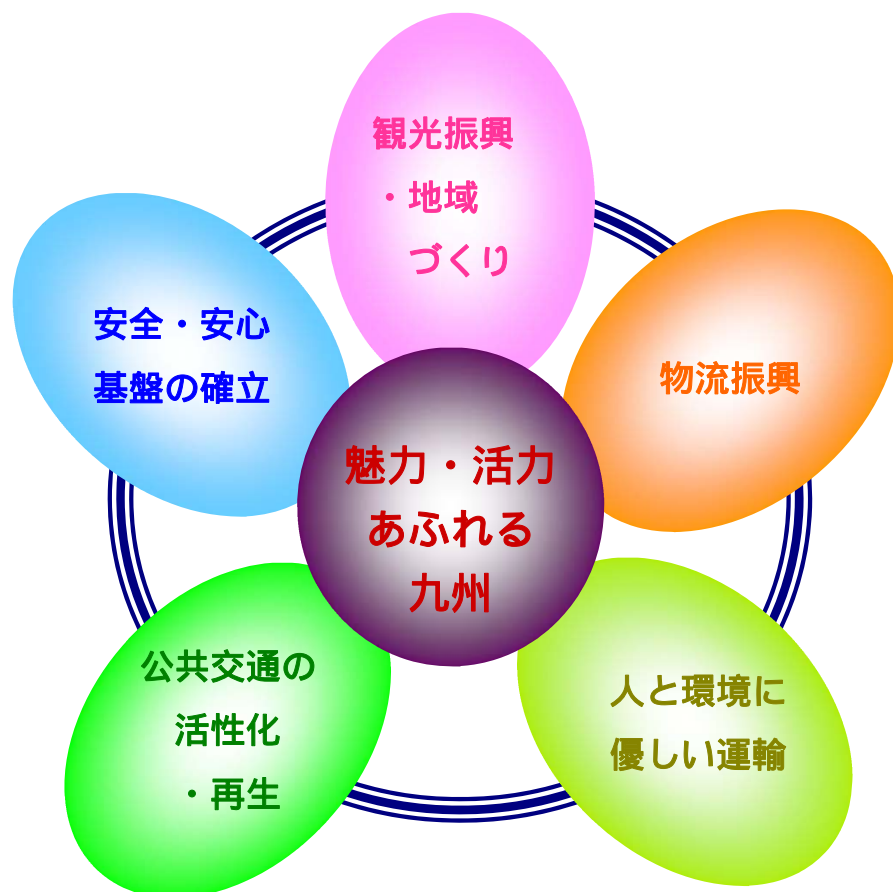 観光振興
・地域
づくり
安全・安心
基盤の確立
物流振興
魅力・活力
あふれる
九州
公共交通の
活性化
・再生
人と環境に
優しい運輸